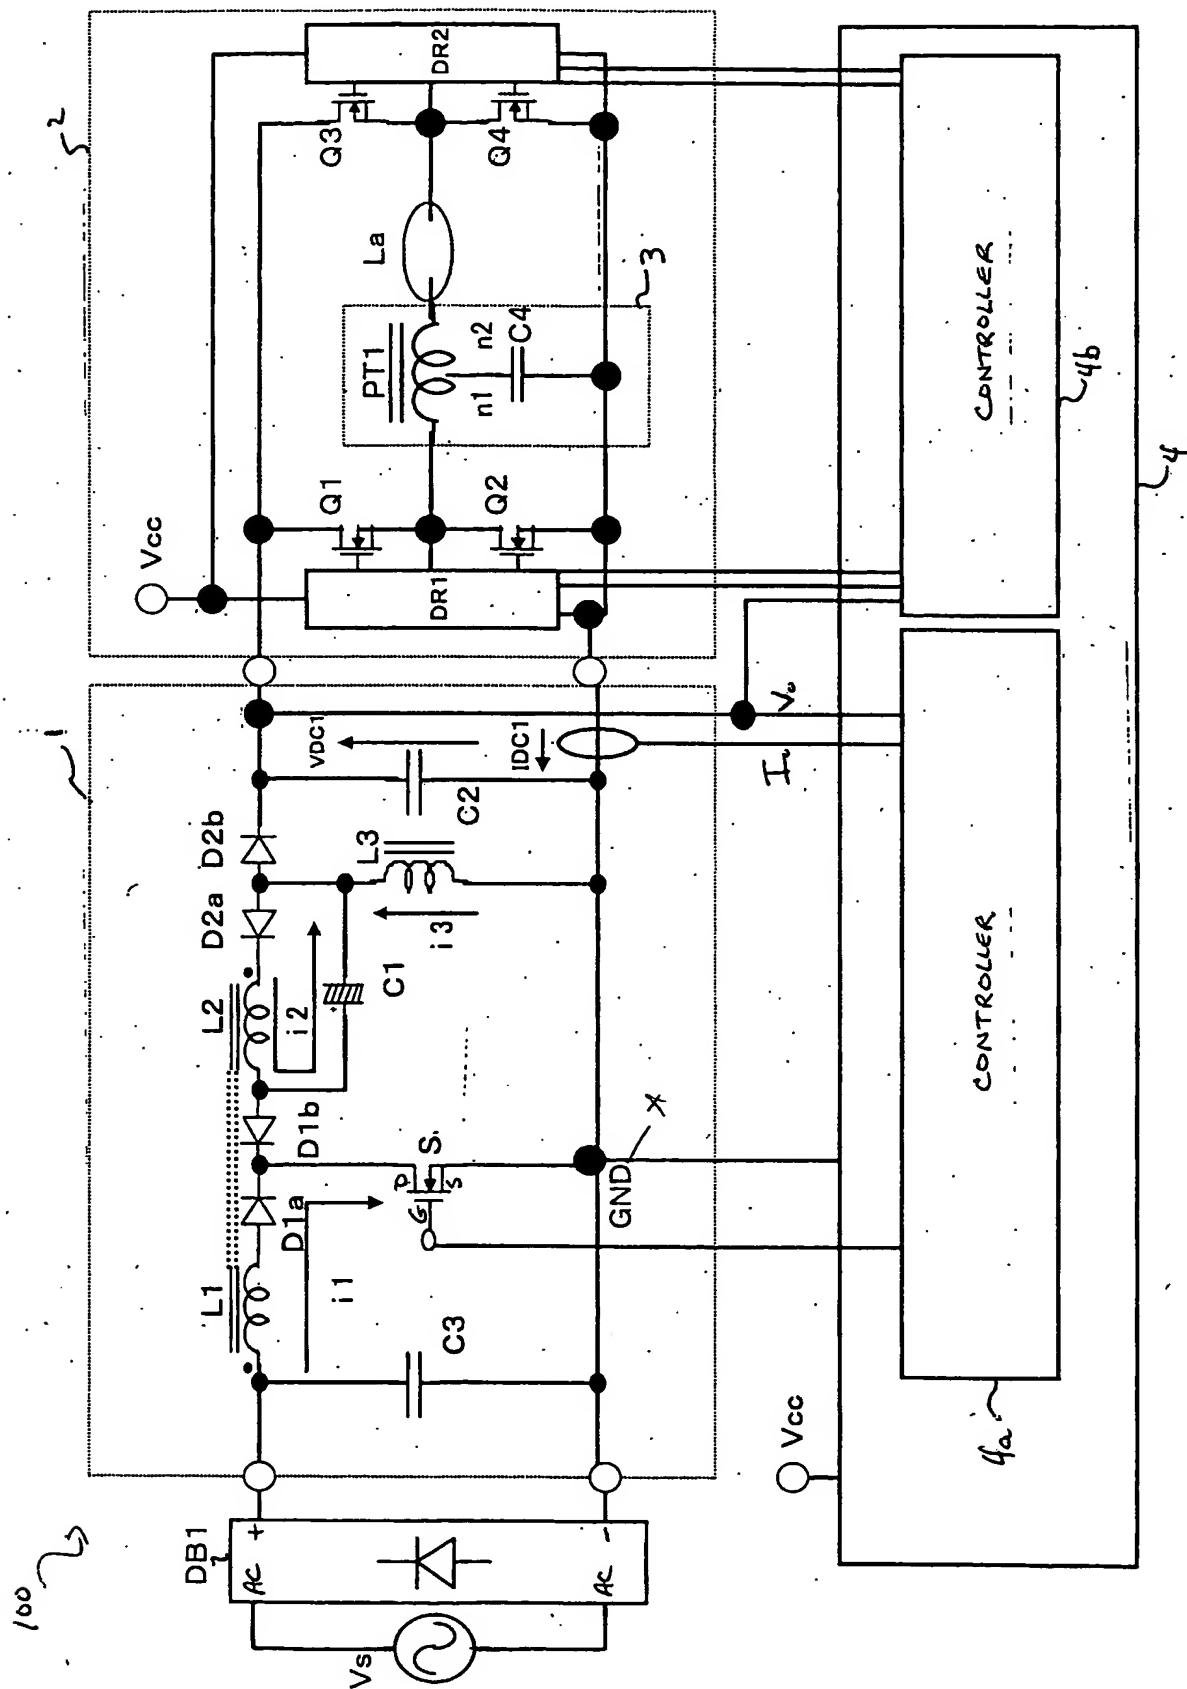 100
Vs
DB1
AC
+
AC
-
1
L1
D1a
D1b
L2
D2a
D2b
i1
i2
i3
C3
P
G
S
S
GND
X
C1
L3
C2
VDC1
IDC1
Io
Vo
2
Vcc
DR1
Q1
Q2
PT1
n1
n2
C4
3
La
Q3
Q4
DR2
Vcc
CONTROLLER
4a
CONTROLLER
4b
4